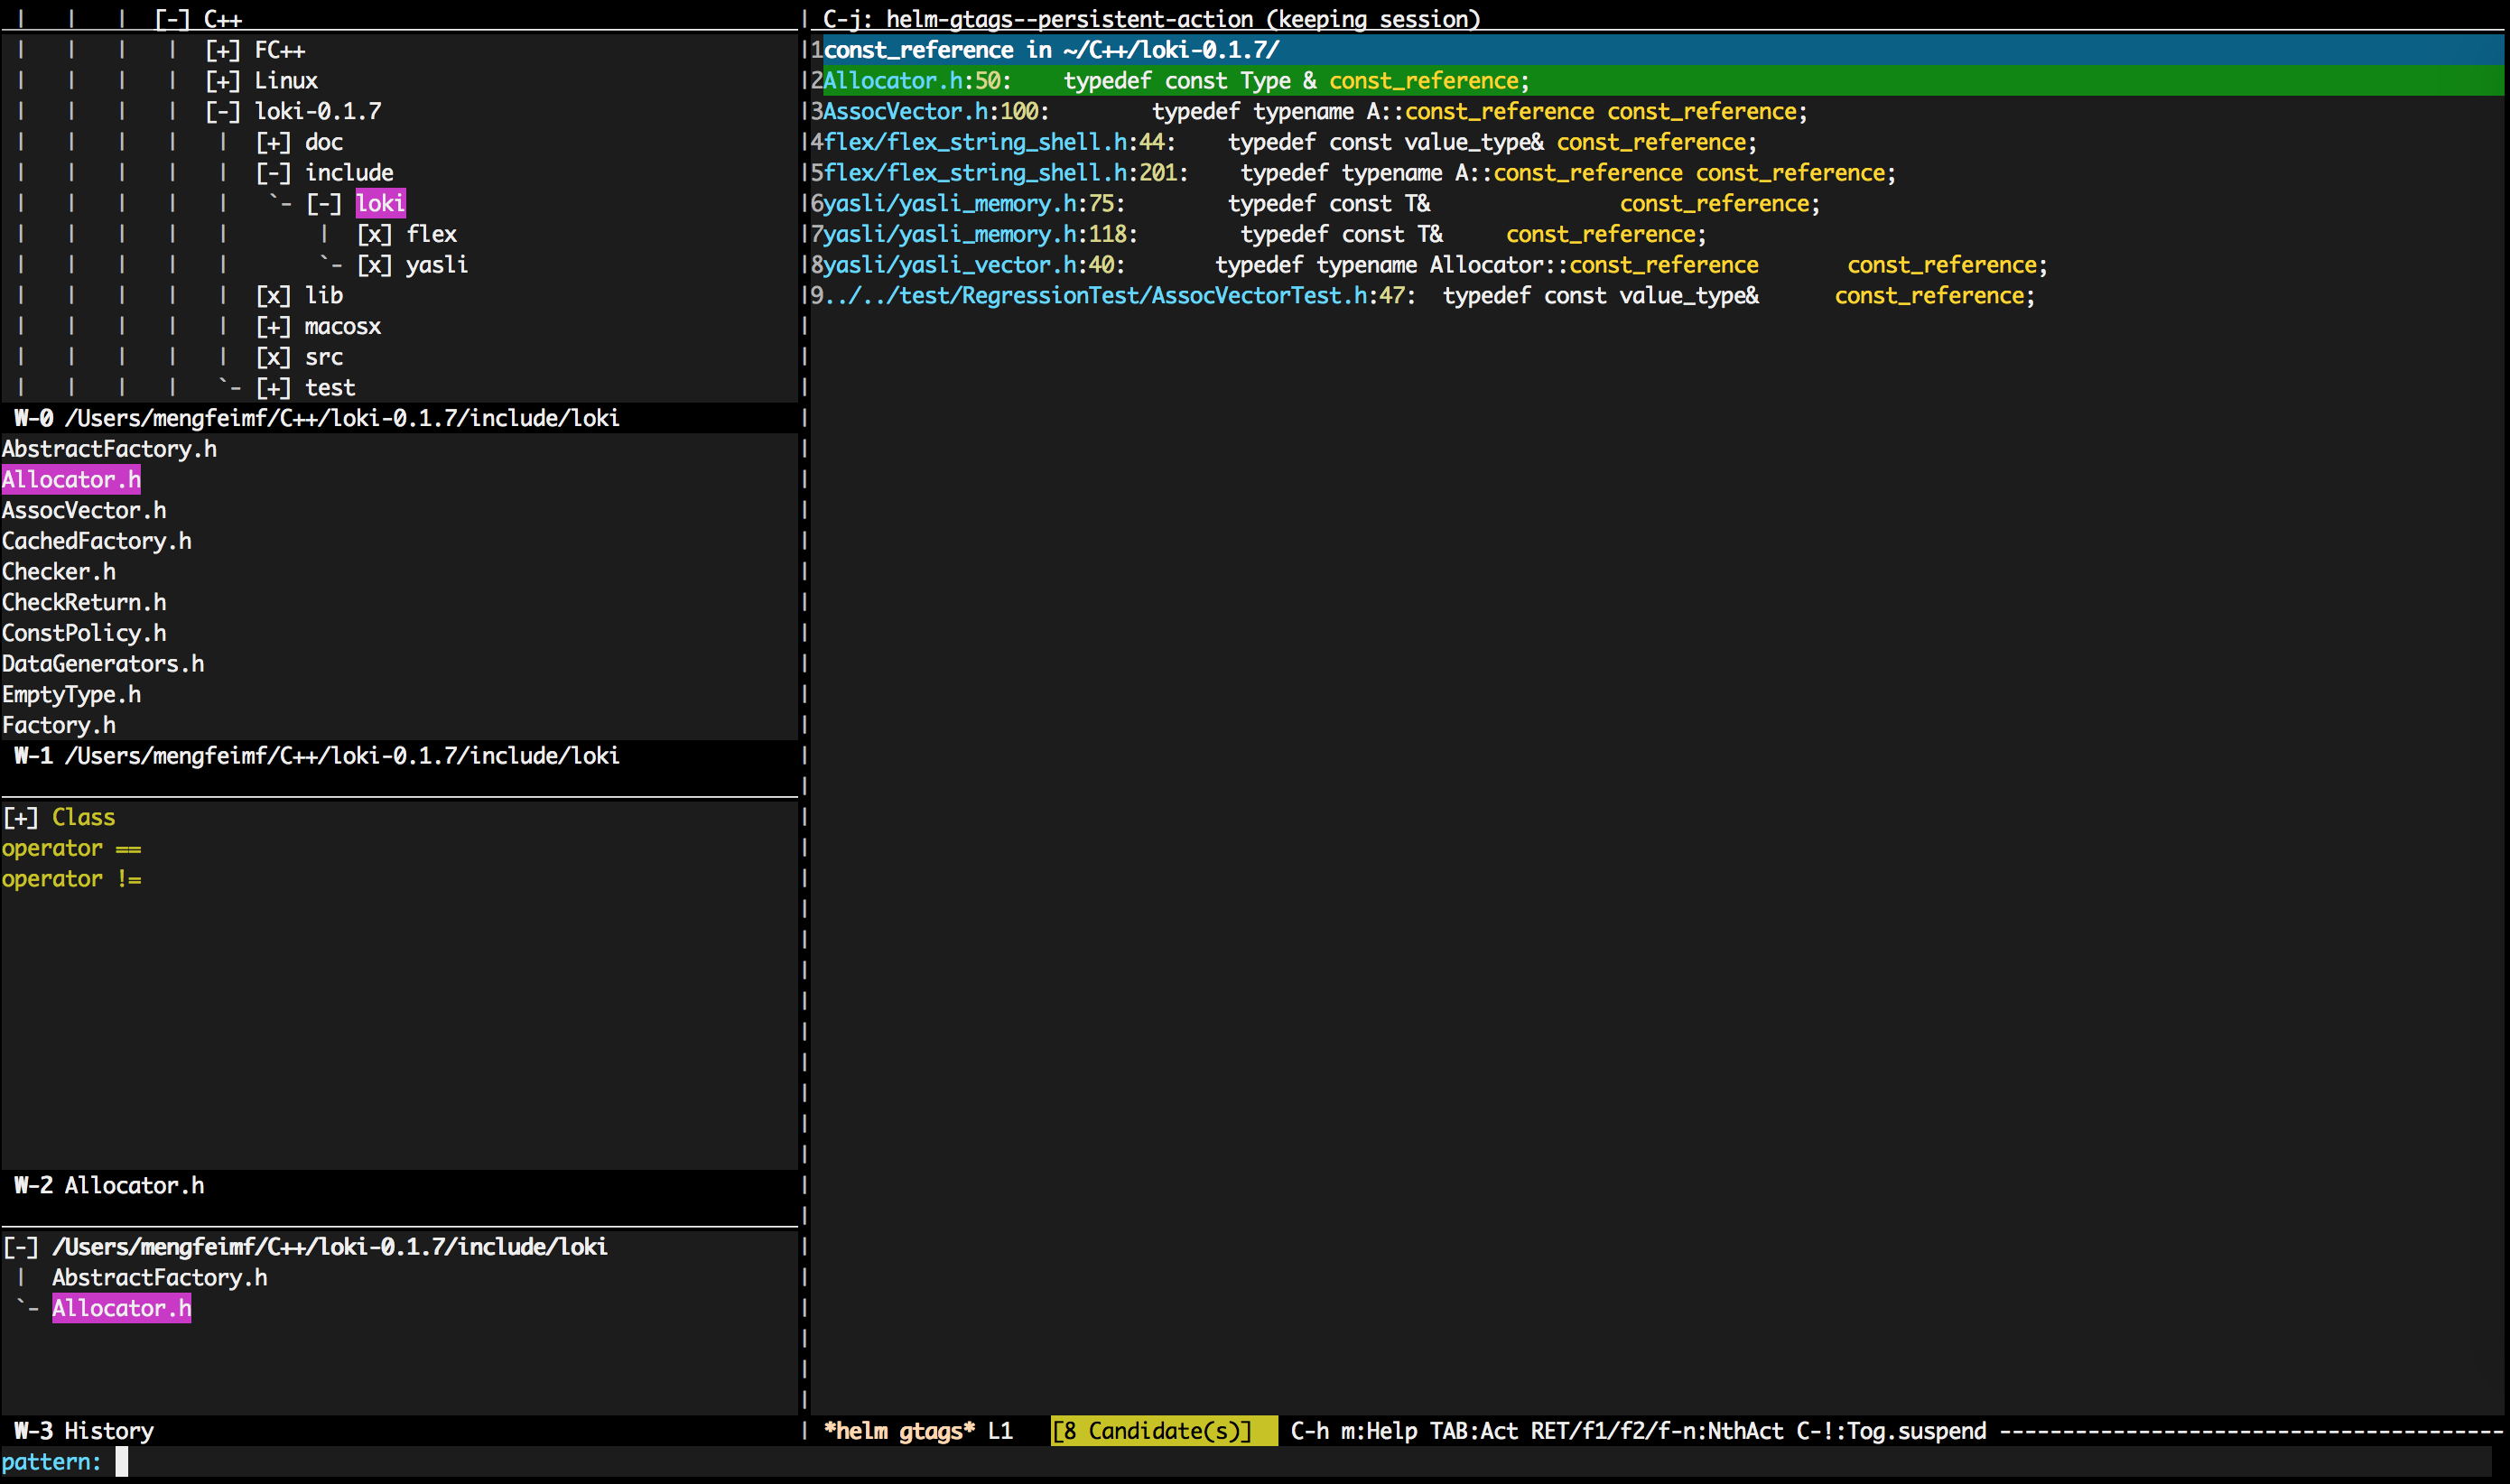 |   |   |  [-] C++
|   |   |   |  [+] FC++
|   |   |   |  [+] Linux
|   |   |   |  [-] loki-0.1.7
|   |   |   |   |  [+] doc
|   |   |   |   |  [-] include
|   |   |   |   |   `- [-] loki
|   |   |   |   |       |  [x] flex
|   |   |   |   |       `- [x] yasli
|   |   |   |   |  [x] lib
|   |   |   |   |  [+] macosx
|   |   |   |   |  [x] src
|   |   |   |   `- [+] test
W-0 /Users/mengfeimf/C++/loki-0.1.7/include/loki
AbstractFactory.h
Allocator.h
AssocVector.h
CachedFactory.h
Checker.h
CheckReturn.h
ConstPolicy.h
DataGenerators.h
EmptyType.h
Factory.h
W-1 /Users/mengfeimf/C++/loki-0.1.7/include/loki
[+] Class
operator ==
operator !=
W-2 Allocator.h
[-] /Users/mengfeimf/C++/loki-0.1.7/include/loki
|  AbstractFactory.h
`- Allocator.h
W-3 History
C-j: helm-gtags--persistent-action (keeping session)
1const_reference in ~/C++/loki-0.1.7/
2Allocator.h:50:    typedef const Type & const_reference;
3AssocVector.h:100:        typedef typename A::const_reference const_reference;
4flex/flex_string_shell.h:44:    typedef const value_type& const_reference;
5flex/flex_string_shell.h:201:    typedef typename A::const_reference const_reference;
6yasli/yasli_memory.h:75:        typedef const T&               const_reference;
7yasli/yasli_memory.h:118:        typedef const T&     const_reference;
8yasli/yasli_vector.h:40:       typedef typename Allocator::const_reference       const_reference;
9../../test/RegressionTest/AssocVectorTest.h:47:  typedef const value_type&      const_reference;
*helm gtags* L1   [8 Candidate(s)]   C-h m:Help TAB:Act RET/f1/f2/f-n:NthAct C-!:Tog.suspend ----------------------------------------
pattern: